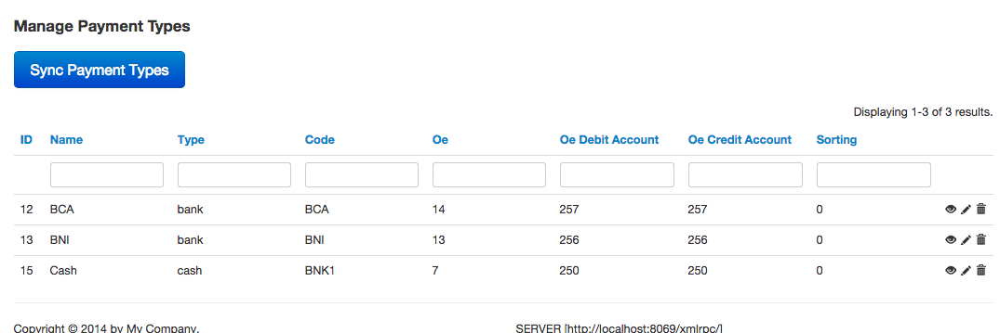 Manage Payment Types
Sync Payment Types
Displaying 1-3 of 3 results.
ID Name Type Code Oe Oe Debit Account Oe Credit Account Sorting
12 BCA bank BCA 14 257 257 0
13 BNI bank BNI 13 256 256 0
15 Cash cash BNK1 7 250 250 0
Copyright © 2014 by My Company. SERVER [http://localhost:8069/xmlrpc/]